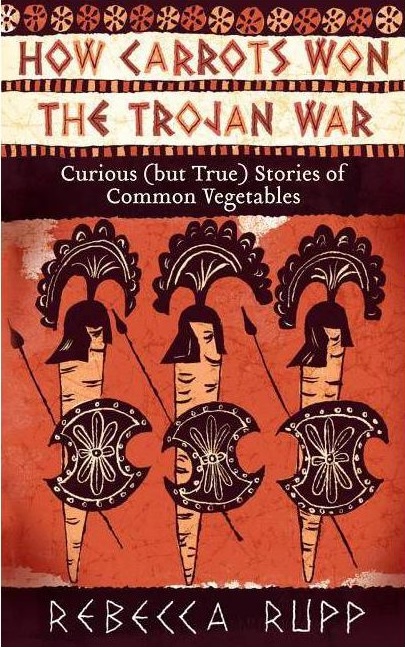 HOW CARROTS WON
THE TROJAN WAR
Curious (but True) Stories of
Common Vegetables
REBECCA RUPP